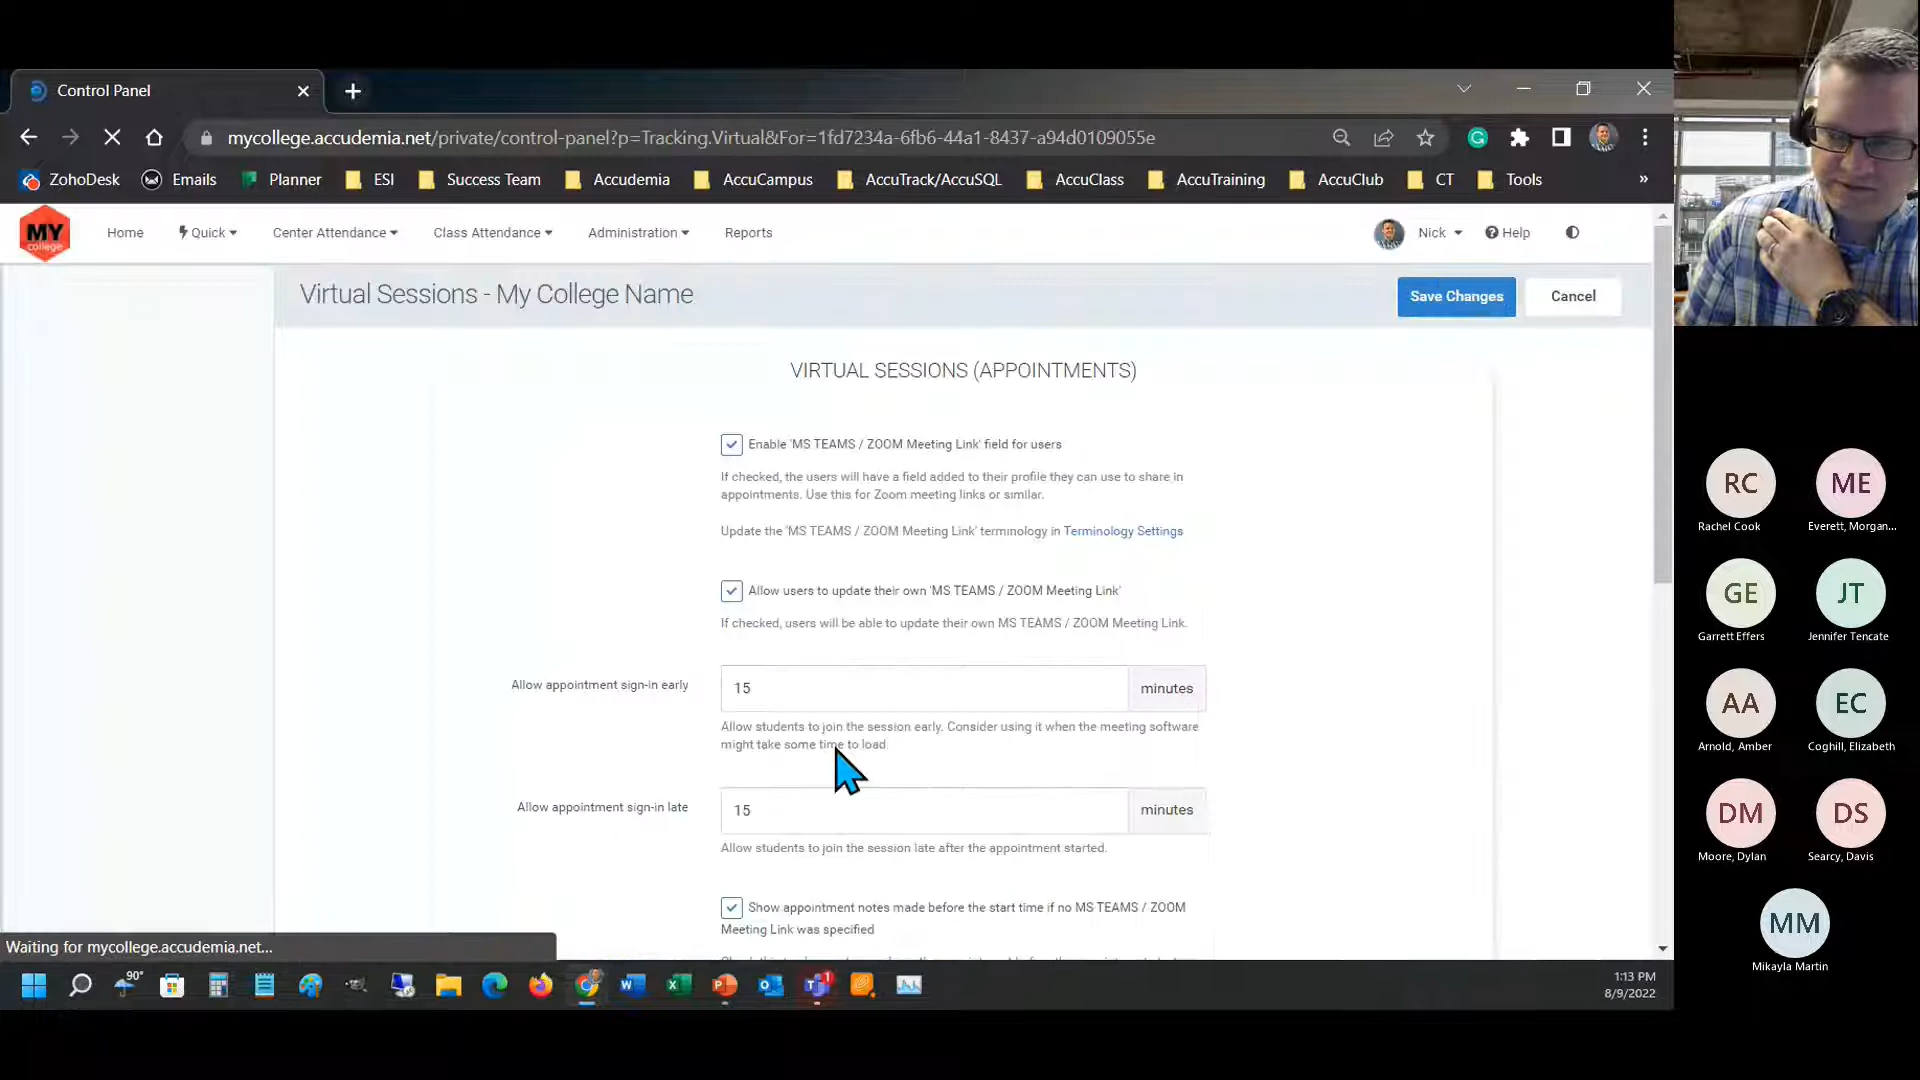 Control Panel
mycollege.accudemia.net/private/control-panel?p=Tracking.Virtual&For=1fd7234a-6fb6-44a1-8437-a94d0109055e
ZohoDesk Emails Planner ESI Success Team Accudemia AccuCampus AccuTrack/AccuSQL AccuClass AccuTraining AccuClub CT Tools »
MY college Home Quick Center Attendance Class Attendance Administration Reports Nick Help
Virtual Sessions - My College Name Save Changes Cancel
VIRTUAL SESSIONS (APPOINTMENTS)
Enable 'MS TEAMS / ZOOM Meeting Link' field for users
If checked, the users will have a field added to their profile they can use to share in
appointments. Use this for Zoom meeting links or similar.
Update the 'MS TEAMS / ZOOM Meeting Link' terminology in Terminology Settings
Allow users to update their own 'MS TEAMS / ZOOM Meeting Link'
If checked, users will be able to update their own MS TEAMS / ZOOM Meeting Link.
Allow appointment sign-in early 15 minutes
Allow students to join the session early. Consider using it when the meeting software
might take some time to load.
Allow appointment sign-in late 15 minutes
Allow students to join the session late after the appointment started.
Show appointment notes made before the start time if no MS TEAMS / ZOOM
Meeting Link was specified
Waiting for mycollege.accudemia.net...
90°
1
1:13 PM
8/9/2022
RC ME
Rachel Cook Everett, Morgan...
GE JT
Garrett Effers Jennifer Tencate
AA EC
Arnold, Amber Coghill, Elizabeth
DM DS
Moore, Dylan Searcy, Davis
MM
Mikayla Martin